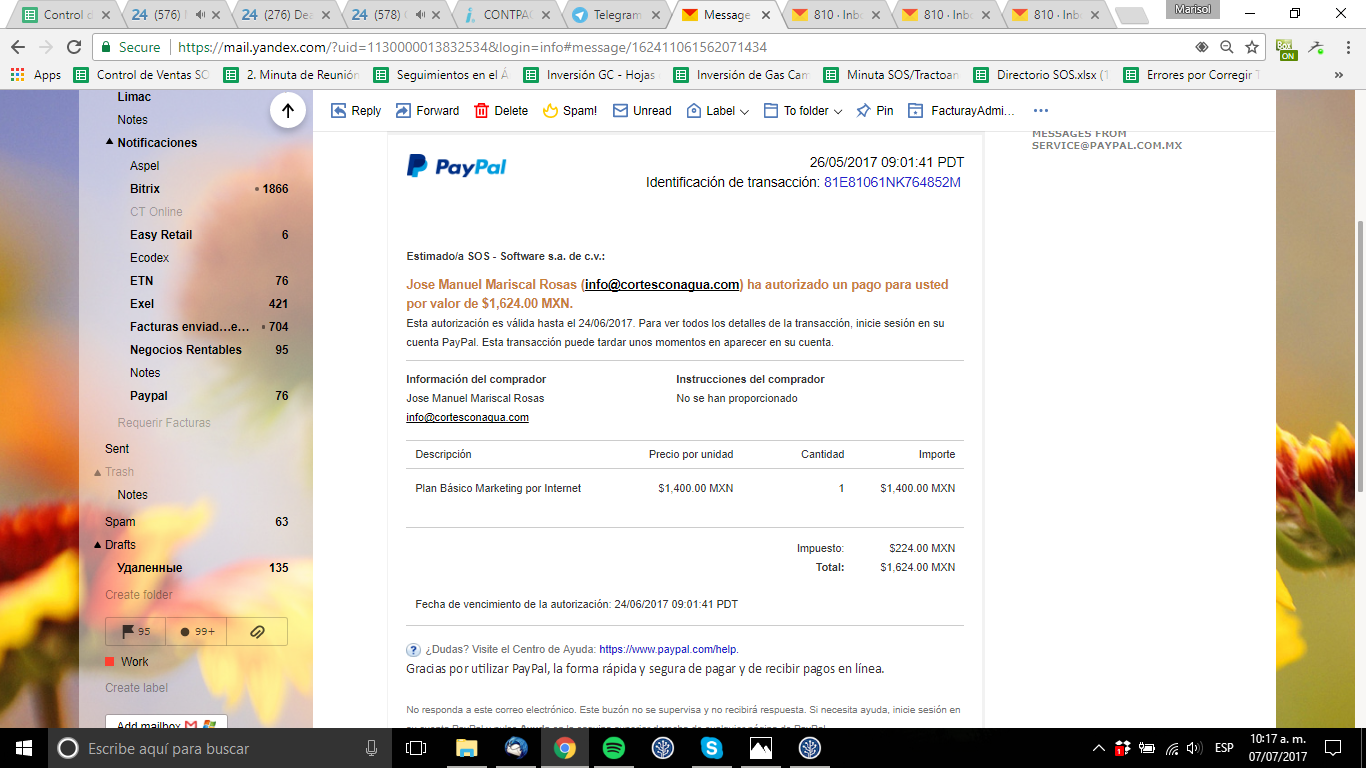 Marisol
Control d
24 (576) N
24 (276) Dea
24 (578) (
CONTPAC
Telegram
Message
810 · Inb
810 · Inb
810 · Inb
Secure https://mail.yandex.com/?uid=1130000013832534&login=info#message/162411061562071434
Box ON
Apps Control de Ventas SO 2. Minuta de Reunión Seguimientos en el Á Inversión GC - Hojas Inversión de Gas Cam Minuta SOS/Tractoan Directorio SOS.xlsx (1 Errores por Corregir T »
Limac
Notes
Notificaciones
Aspel
Bitrix 1866
CT Online
Easy Retail 6
Ecodex
ETN 76
Exel 421
Facturas enviad...e... 704
Negocios Rentables 95
Notes
Paypal 76
Requerir Facturas
Sent
Trash
Notes
Spam 63
Drafts
Удаленные 135
Create folder
95 99+
Work
Create label
Add mailbox
Reply Forward Delete Spam! Unread Label To folder Pin FacturayAdmi... ...
MESSAGES FROM
SERVICE@PAYPAL.COM.MX
PayPal
26/05/2017 09:01:41 PDT
Identificación de transacción: 81E81061NK764852M
Estimado/a SOS - Software s.a. de c.v.:
Jose Manuel Mariscal Rosas (info@cortesconagua.com) ha autorizado un pago para usted
por valor de $1,624.00 MXN.
Esta autorización es válida hasta el 24/06/2017. Para ver todos los detalles de la transacción, inicie sesión en su
cuenta PayPal. Esta transacción puede tardar unos momentos en aparecer en su cuenta.
Información del comprador Instrucciones del comprador
Jose Manuel Mariscal Rosas No se han proporcionado
info@cortesconagua.com
Descripción Precio por unidad Cantidad Importe
Plan Básico Marketing por Internet $1,400.00 MXN 1 $1,400.00 MXN
Impuesto: $224.00 MXN
Total: $1,624.00 MXN
Fecha de vencimiento de la autorización: 24/06/2017 09:01:41 PDT
? ¿Dudas? Visite el Centro de Ayuda: https://www.paypal.com/help.
Gracias por utilizar PayPal, la forma rápida y segura de pagar y de recibir pagos en línea.
No responda a este correo electrónico. Este buzón no se supervisa y no recibirá respuesta. Si necesita ayuda, inicie sesión en
Escribe aquí para buscar
ESP
10:17 a. m.
07/07/2017